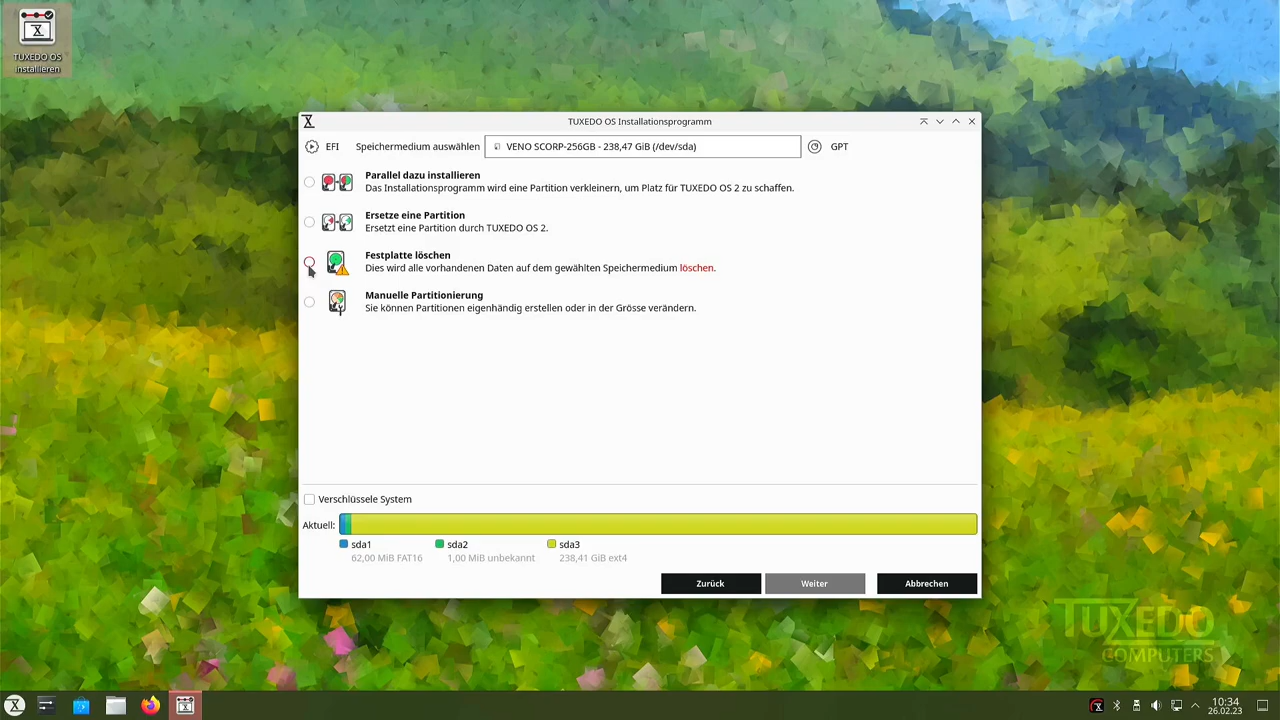 TUXEDO OS
installieren
TUXEDO OS Installationsprogramm
EFI Speichermedium auswählen VENO SCORP-256GB - 238,47 GiB (/dev/sda) GPT
Parallel dazu installieren
Das Installationsprogramm wird eine Partition verkleinern, um Platz für TUXEDO OS 2 zu schaffen.
Ersetze eine Partition
Ersetzt eine Partition durch TUXEDO OS 2.
Festplatte löschen
Dies wird alle vorhandenen Daten auf dem gewählten Speichermedium löschen.
Manuelle Partitionierung
Sie können Partitionen eigenhändig erstellen oder in der Grösse verändern.
Verschlüssele System
Aktuell:
sda1 sda2 sda3
62,00 MiB FAT16 1,00 MiB unbekannt 238,41 GiB ext4
Zurück Weiter Abbrechen
TUXEDO
COMPUTERS
10:34
26.02.23